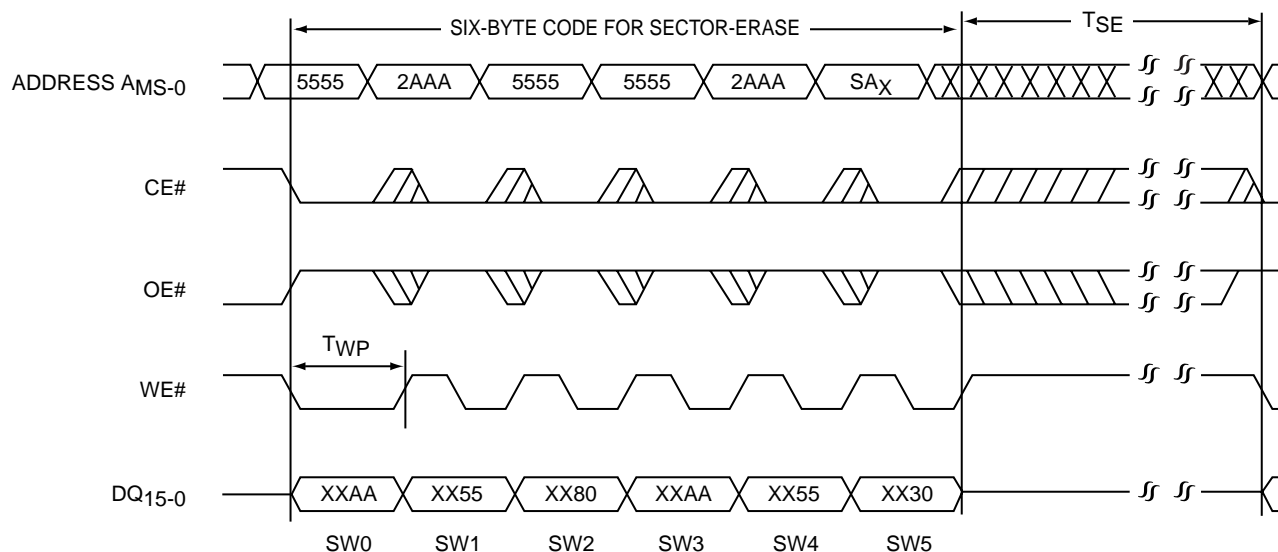 SIX-BYTE CODE FOR SECTOR-ERASE
TSE
ADDRESS AMS-0
5555 2AAA 5555 5555 2AAA SAX
CE#
OE#
TWP
WE#
DQ15-0
XXAA XX55 XX80 XXAA XX55 XX30
SW0 SW1 SW2 SW3 SW4 SW5